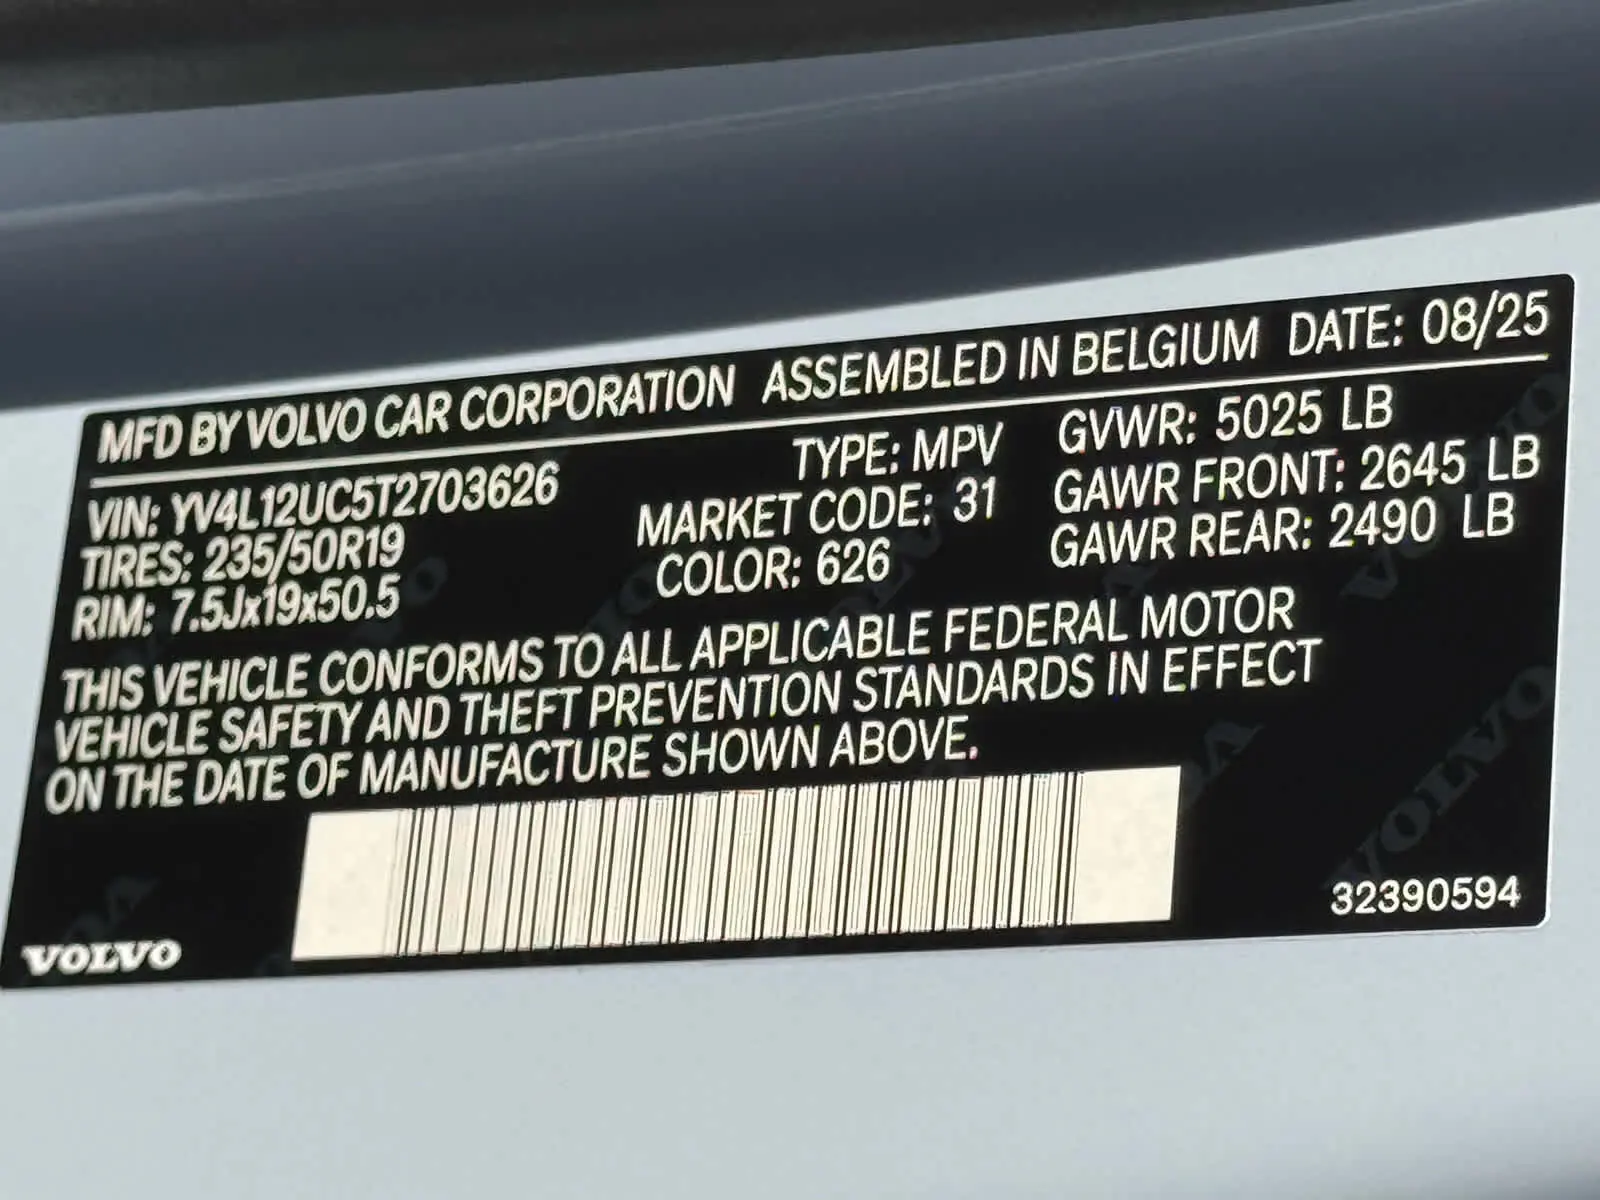 MFD BY VOLVO CAR CORPORATION ASSEMBLED IN BELGIUM DATE: 08/25
VIN: YV4L12UC5T2703626 TYPE: MPV GVWR: 5025 LB
TIRES: 235/50R19 MARKET CODE: 31 GAWR FRONT: 2645 LB
RIM: 7.5Jx19x50.5 COLOR: 626 GAWR REAR: 2490 LB
THIS VEHICLE CONFORMS TO ALL APPLICABLE FEDERAL MOTOR
VEHICLE SAFETY AND THEFT PREVENTION STANDARDS IN EFFECT
ON THE DATE OF MANUFACTURE SHOWN ABOVE.
VOLVO 32390594